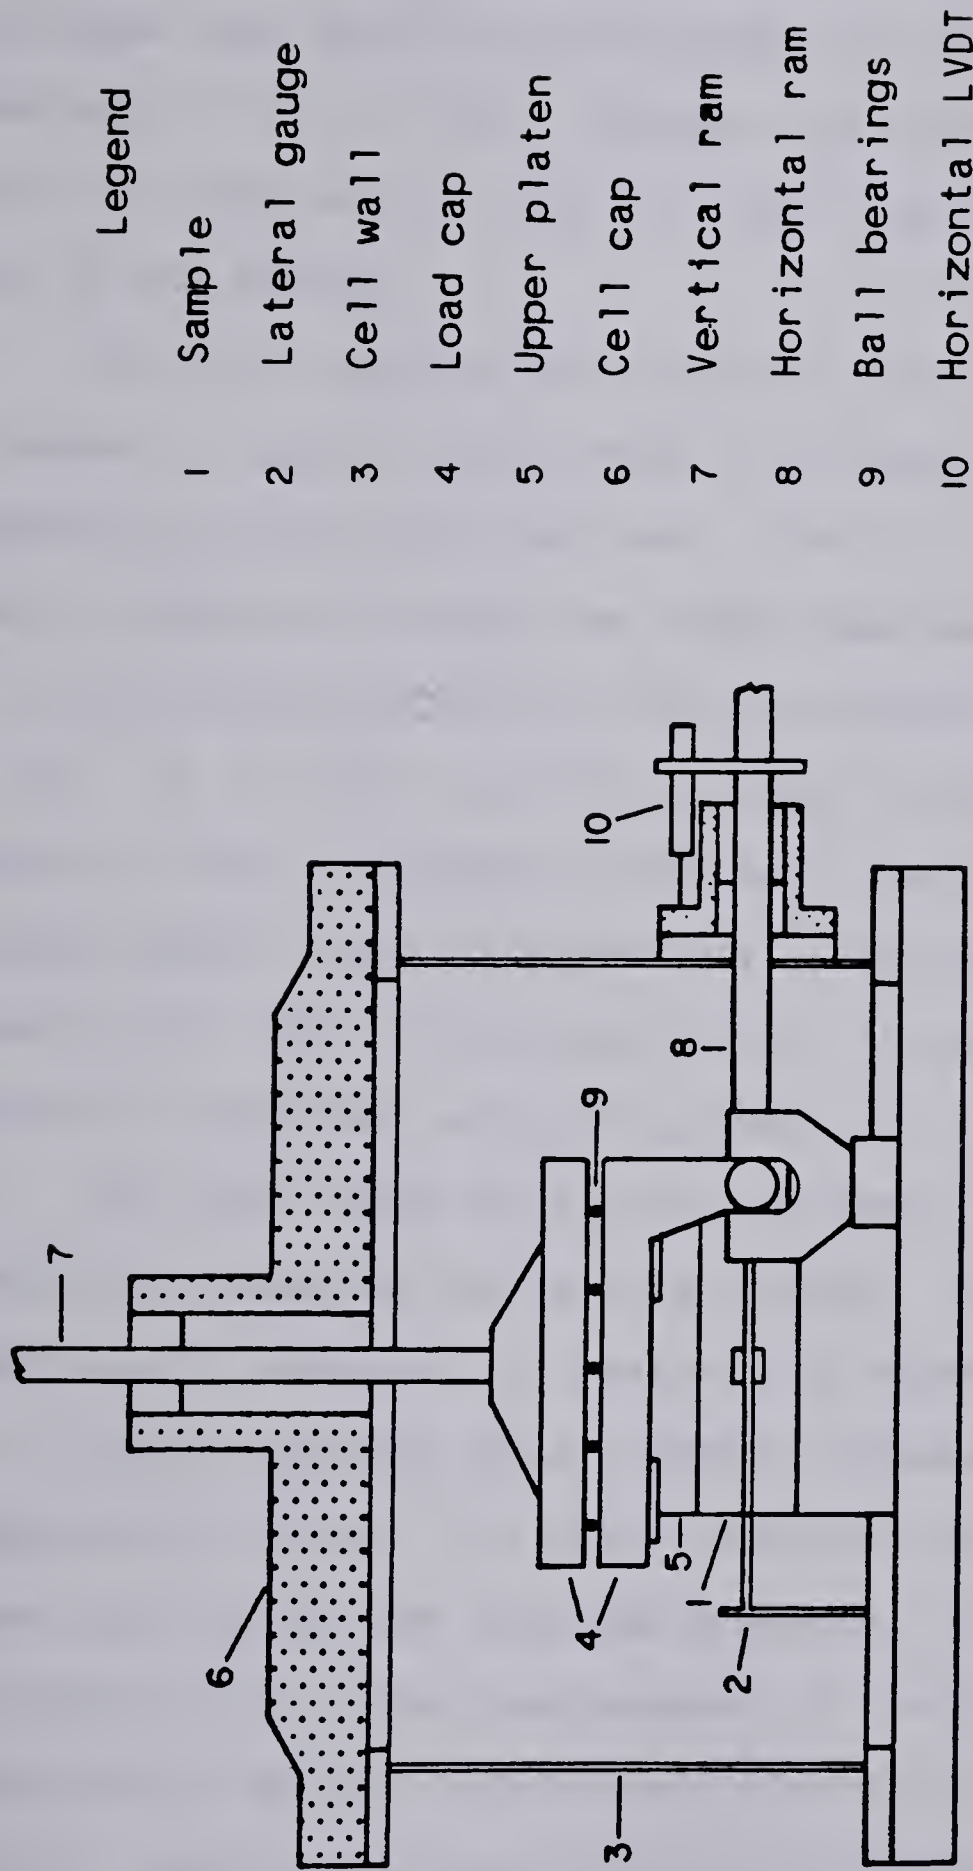 Legend
1 Sample
2 Lateral gauge
3 Cell wall
4 Load cap
5 Upper platen
6 Cell cap
7 Vertical ram
8 Horizontal ram
9 Ball bearings
10 Horizontal LVDT
7
6
9
10
4
8
5
1
2
3